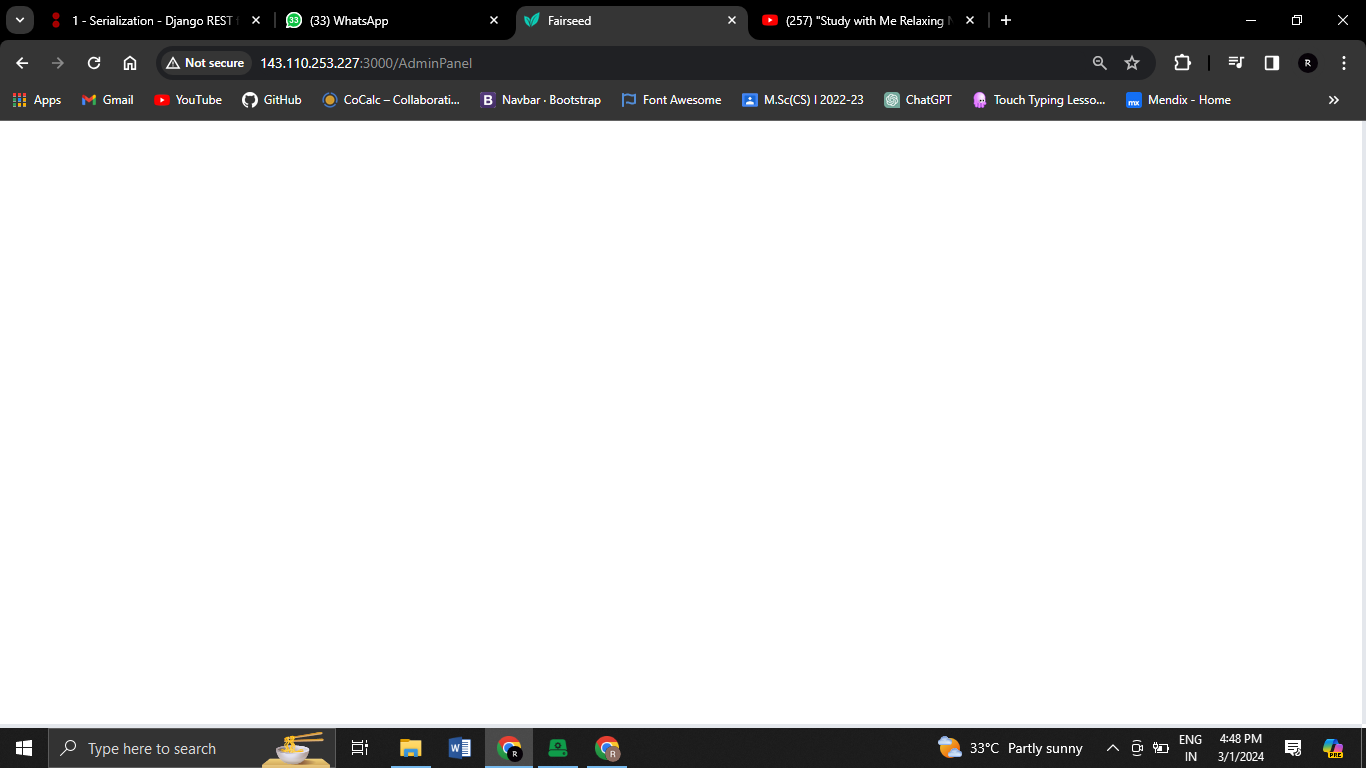 1 - Serialization - Django REST
(33) WhatsApp
Fairseed
(257) "Study with Me Relaxing
Not secure
143.110.253.227:3000/AdminPanel
R
Apps
Gmail
YouTube
GitHub
CoCalc – Collaborati...
B
Navbar · Bootstrap
Font Awesome
M.Sc(CS) I 2022-23
ChatGPT
Touch Typing Lesso...
mx
Mendix - Home
Type here to search
W
R
R
33°C Partly sunny
ENG
IN
4:48 PM
3/1/2024
PRE